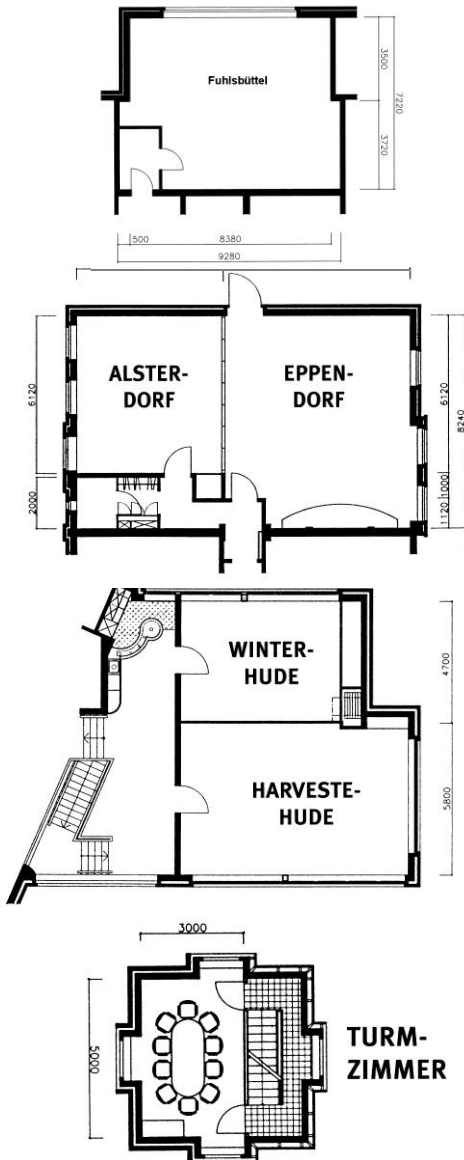 Fuhlsbüttel
3500
7220
3720
500
8380
9280
ALSTER-
DORF
EPPEN-
DORF
6120
2000
6120
1000
1120
8240
WINTER-
HUDE
4700
HARVESTE-
HUDE
5800
3000
5000
TURM-
ZIMMER